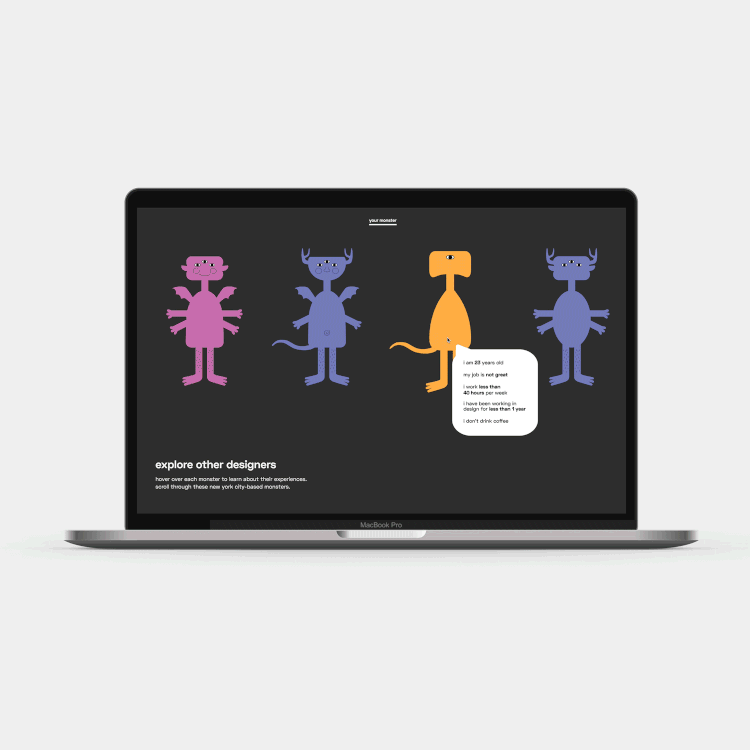 your monster
i am 23 years old
my job is not great
i work less than
40 hours per week
i have been working in
design for less than 1 year
i don't drink coffee
explore other designers
hover over each monster to learn about their experiences.
scroll through these new york city-based monsters.
MacBook Pro